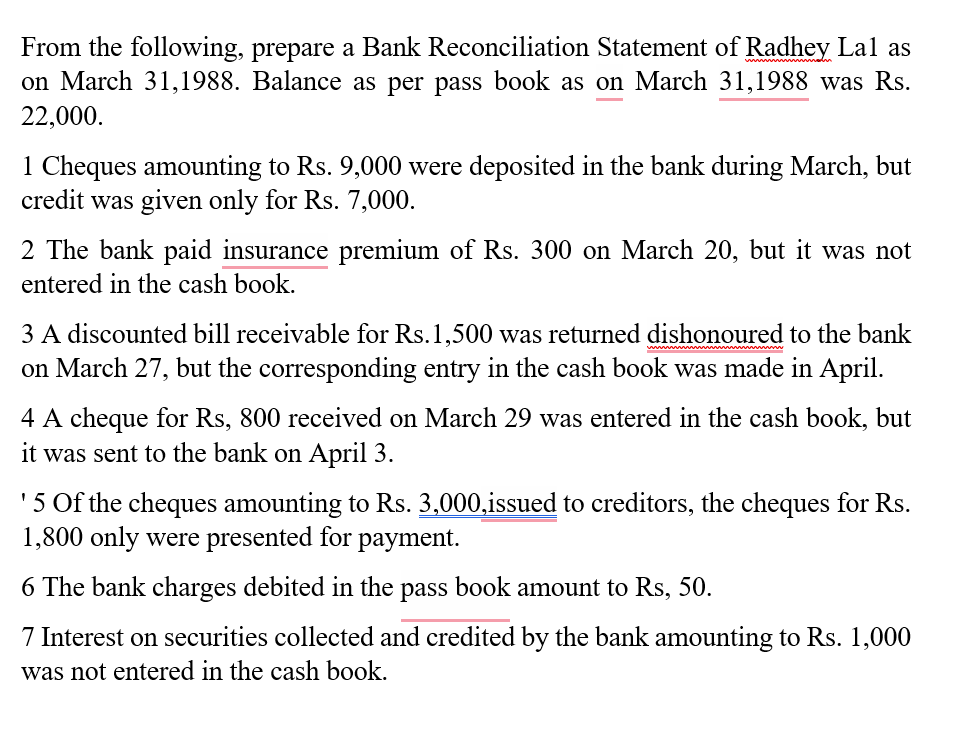 From the following, prepare a Bank Reconciliation Statement of Radhey La1 as
on March 31,1988. Balance as per pass book as on March 31,1988 was Rs.
22,000.
1 Cheques amounting to Rs. 9,000 were deposited in the bank during March, but
credit was given only for Rs. 7,000.
2 The bank paid insurance premium of Rs. 300 on March 20, but it was not
entered in the cash book.
3 A discounted bill receivable for Rs.1,500 was returned dishonoured to the bank
on March 27, but the corresponding entry in the cash book was made in April.
4 A cheque for Rs, 800 received on March 29 was entered in the cash book, but
it was sent to the bank on April 3.
' 5 Of the cheques amounting to Rs. 3,000,issued to creditors, the cheques for Rs.
1,800 only were presented for payment.
6 The bank charges debited in the pass book amount to Rs, 50.
7 Interest on securities collected and credited by the bank amounting to Rs. 1,000
was not entered in the cash book.